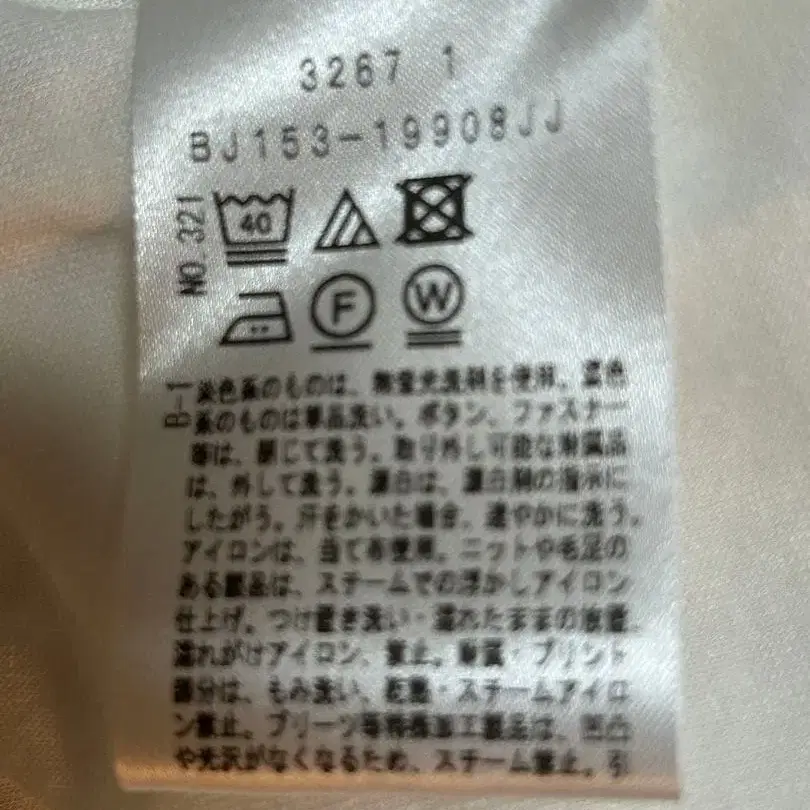 3267 1
BJ153-19908JJ
NO.321
40
F
W
B-1
淡色系のものは、無蛍光洗剤を使用。濃色
系のものは単品洗い。ボタン、ファスナー
等は、閉じて洗う。取り外し可能な附属品
は、外して洗う。漂白は、漂白剤の指示に
したがう。汗をかいた場合、速やかに洗う。
アイロンは、当て布使用。ニットや毛足の
ある製品は、スチームでの浮かしアイロン
仕上げ。つけ置き洗い・濡れたままの放置、
濡れがけアイロン、禁止。附属・プリント
部分は、もみ洗い、乾燥・スチームアイロ
ン禁止。プリーツ等特殊加工製品は、凹凸
や光沢がなくなるため、スチーム禁止。引